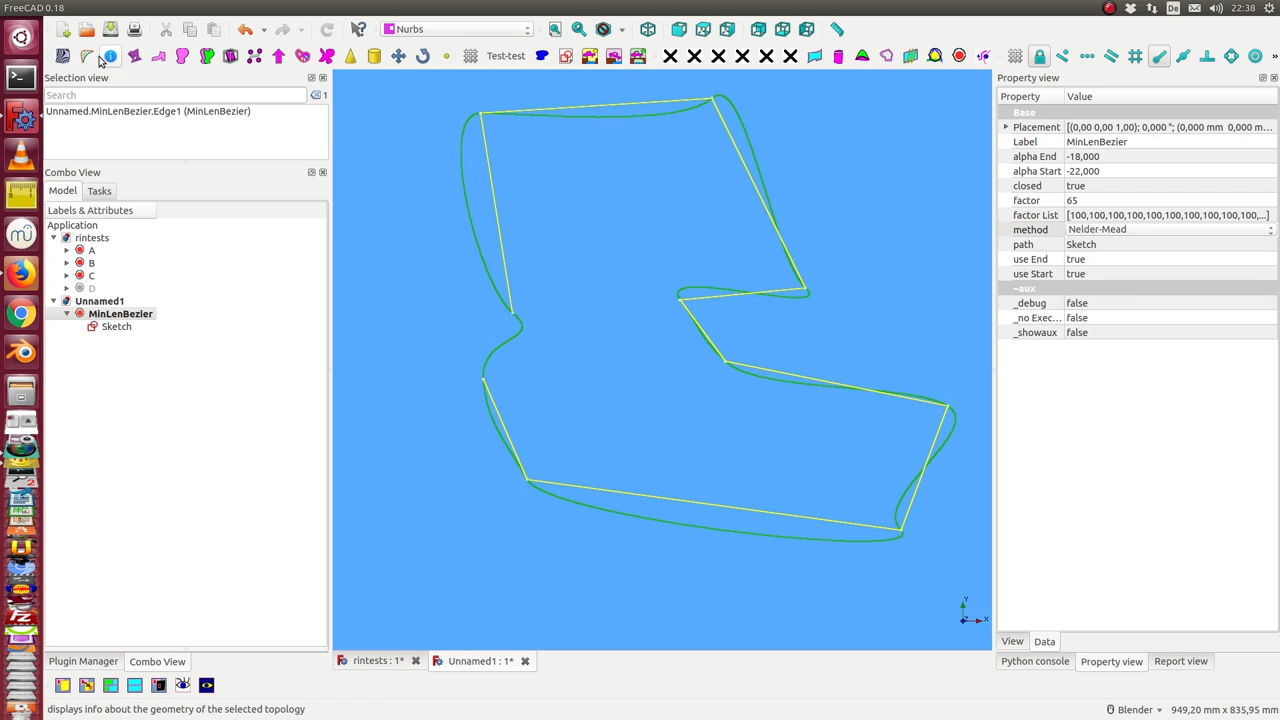 FreeCAD 0.18
De
22:38
Nurbs
Test-test
Selection view
Search
1
Unnamed.MinLenBezier.Edge1 (MinLenBezier)
Combo View
Model
Tasks
Labels & Attributes
Application
rintests
A
B
C
D
Unnamed1
MinLenBezier
Sketch
Plugin Manager
Combo View
rintests : 1*
Unnamed1 : 1*
Y
X
Z
Property view
Property Value
Base
Placement [(0,00 0,00 1,00); 0,000 °; (0,000 mm 0,000 m...
Label MinLenBezier
alpha End -18,000
alpha Start -22,000
closed true
factor 65
factor List [100,100,100,100,100,100,100,100,100,100,...]
method Nelder-Mead
path Sketch
use End true
use Start true
~aux
_debug false
_no Exec... false
_showaux false
View
Data
Python console
Property view
Report view
displays info about the geometry of the selected topology
Blender
949,20 mm x 835,95 mm